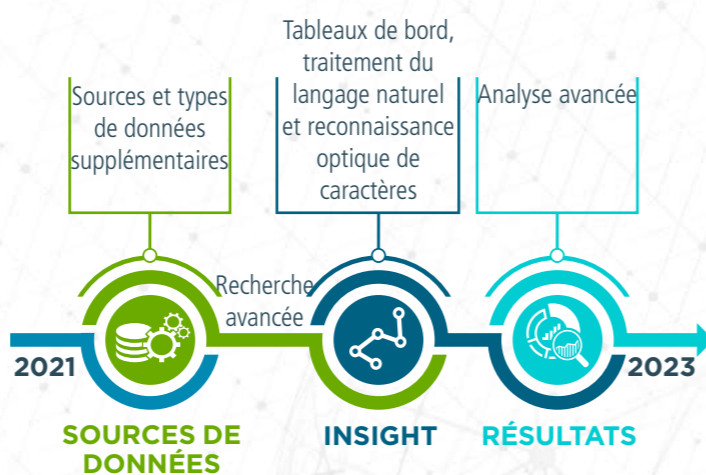 Sources et types
de données
supplémentaires
Tableaux de bord,
traitement du
langage naturel
et reconnaissance
optique de
caractères
Analyse avancée
Recherche
avancée
2021
2023
SOURCES DE
DONNÉES
INSIGHT
RÉSULTATS